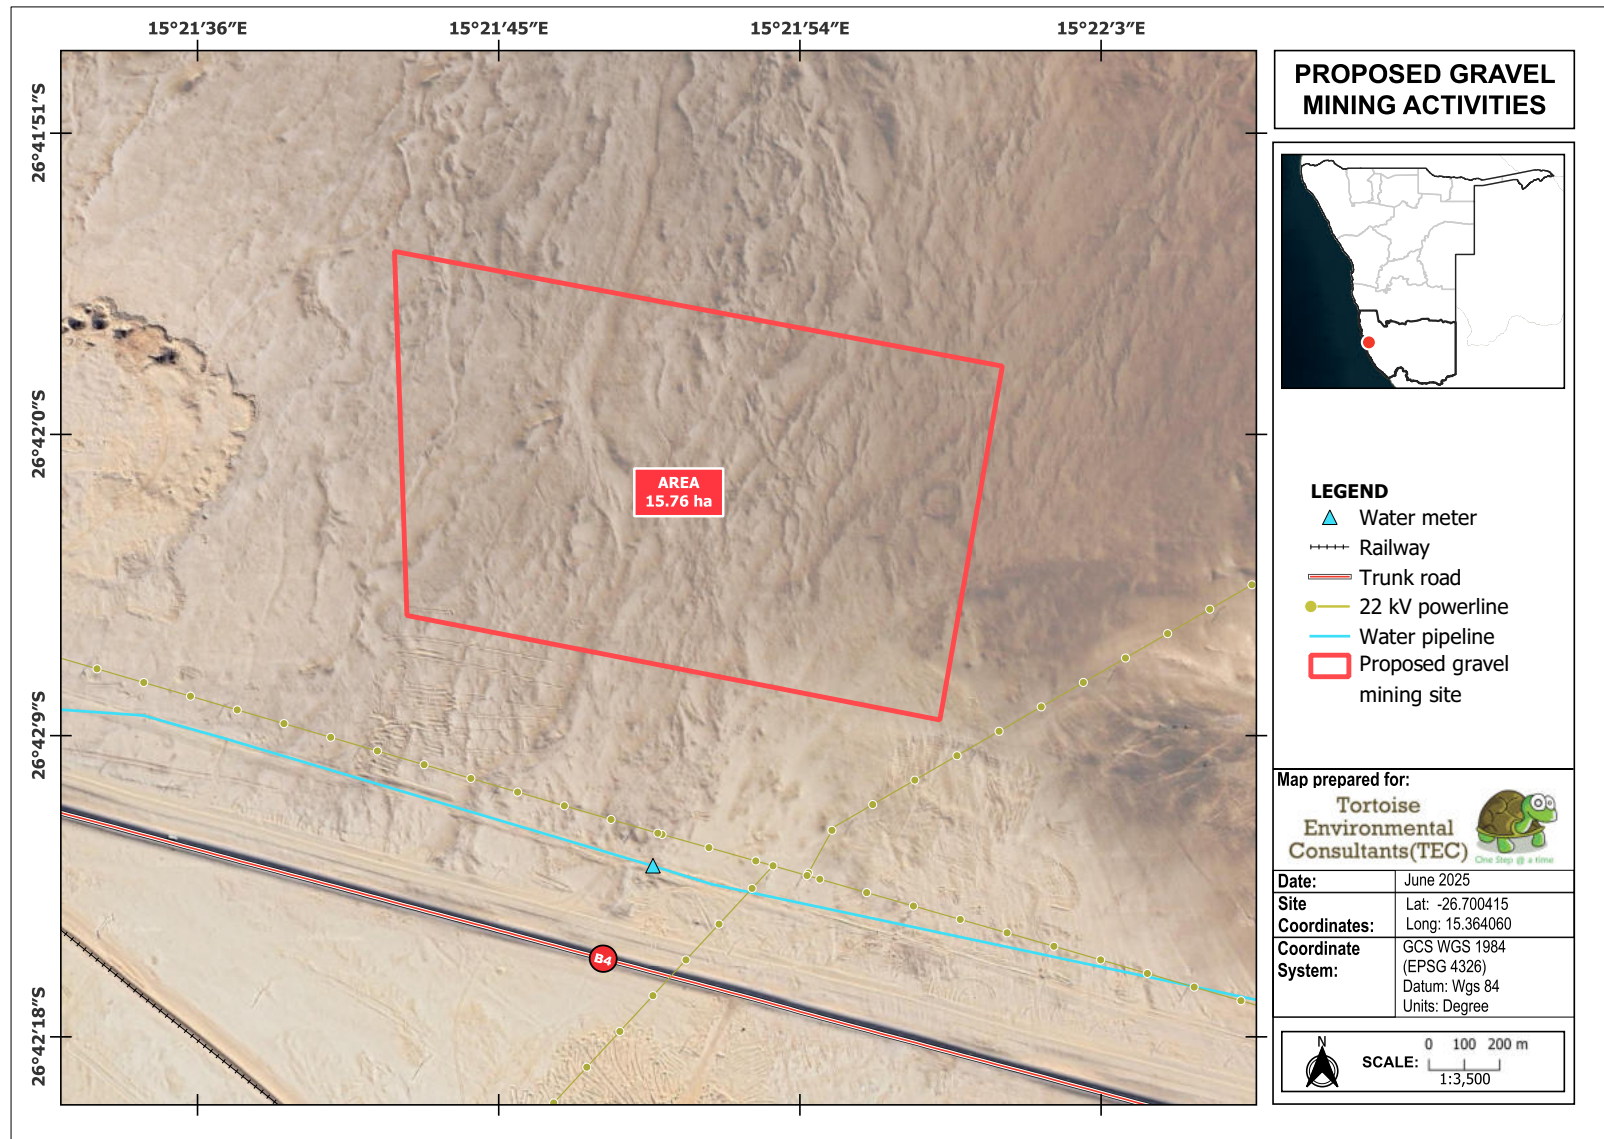 15°21′36″E
15°21′45″E
15°21′54″E
15°22′3″E
26°41′51″S
26°42′0″S
26°42′9″S
26°42′18″S
AREA
15.76 ha
B4
PROPOSED GRAVEL
MINING ACTIVITIES
LEGEND
Water meter
Railway
Trunk road
22 kV powerline
Water pipeline
Proposed gravel
mining site
Map prepared for:
Tortoise
Environmental
Consultants(TEC)
One Step @ a time
Date:
June 2025
Site
Coordinates:
Lat: -26.700415
Long: 15.364060
Coordinate
System:
GCS WGS 1984
(EPSG 4326)
Datum: Wgs 84
Units: Degree
N
SCALE:
0 100 200 m
1:3,500